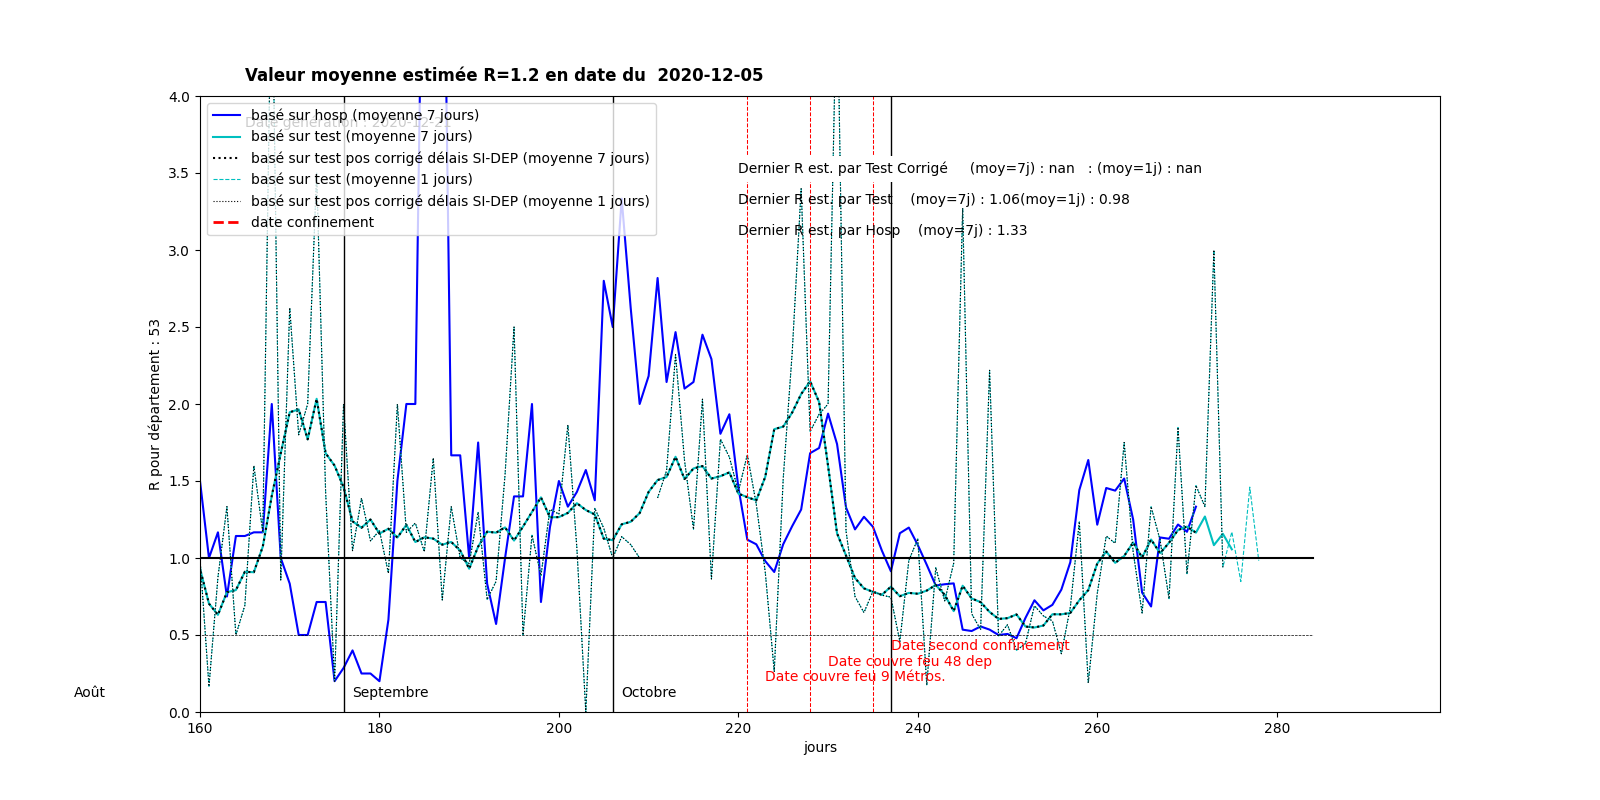 Valeur moyenne estimée R=1.2 en date du  2020-12-05
4.0
3.5
3.0
2.5
2.0
1.5
1.0
0.5
0.0
R pour département : 53
basé sur hosp (moyenne 7 jours)
Date génération : 2020-12-
basé sur test (moyenne 7 jours)
basé sur test pos corrigé délais SI-DEP (moyenne 7 jours)
basé sur test (moyenne 1 jours)
basé sur test pos corrigé délais SI-DEP (moyenne 1 jours)
date confinement
Dernier R est. par Test Corrigé     (moy=7j) : nan   : (moy=1j) : nan
Dernier R est. par Test    (moy=7j) : 1.06(moy=1j) : 0.98
Dernier R est. par Hosp    (moy=7j) : 1.33
Date second confinement
Date couvre feu 48 dep
Date couvre feu 9 Métros.
Août
Septembre
Octobre
160
180
200
220
240
260
280
jours